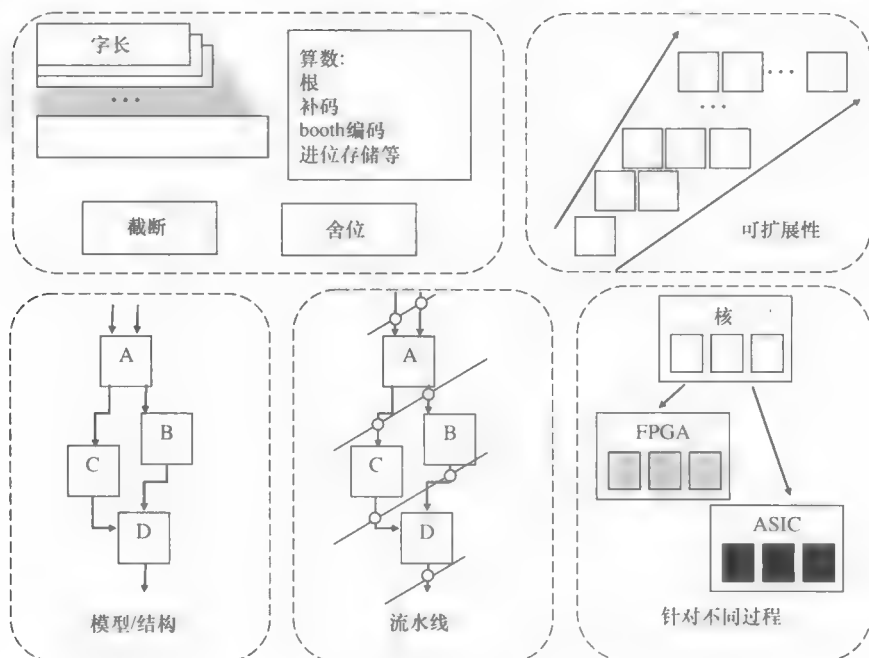 字长
...
算数:
根
补码
booth编码
进位存储等
截断
舍位
...
...
可扩展性
A
B
C
D
模型/结构
A
B
C
D
流水线
核
FPGA
ASIC
针对不同过程